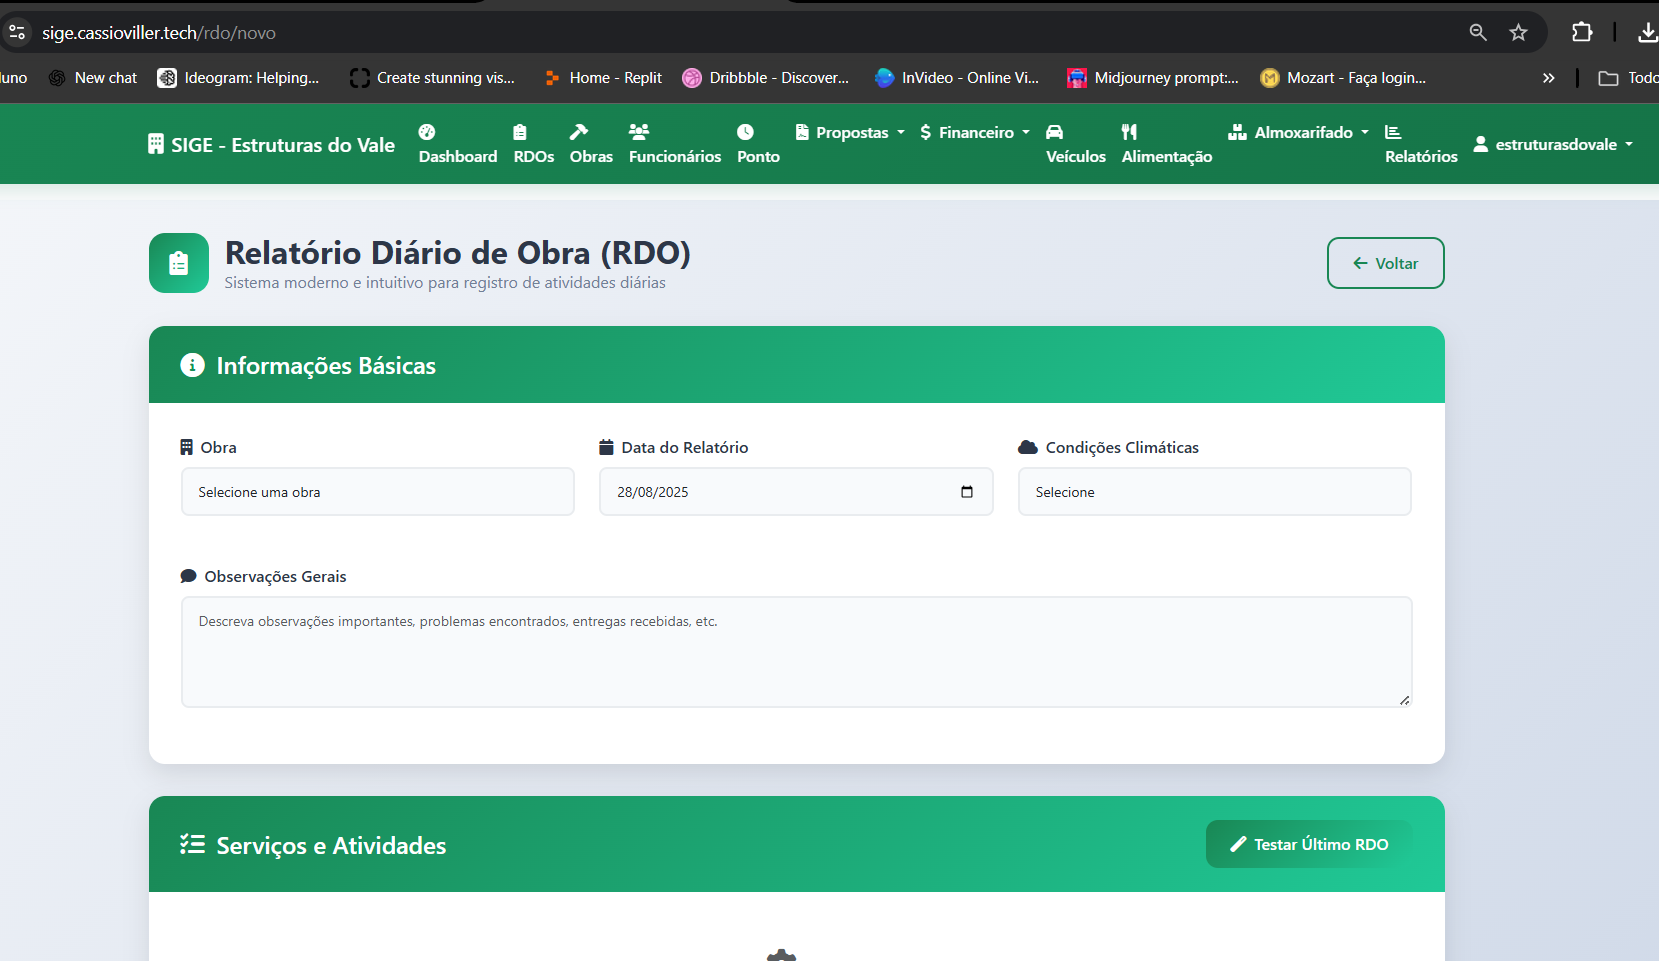 sige.cassioviller.tech/rdo/novo
luno
New chat
Ideogram: Helping...
Create stunning vis...
Home - Replit
Dribbble - Discover...
InVideo - Online Vi...
Midjourney prompt:...
Mozart - Faça login...
»
Todo
SIGE - Estruturas do Vale
Dashboard
RDOs
Obras
Funcionários
Ponto
Propostas
$ Financeiro
Veículos
Alimentação
Almoxarifado
Relatórios
estruturasdovale
Relatório Diário de Obra (RDO)
Sistema moderno e intuitivo para registro de atividades diárias
Voltar
Informações Básicas
Obra
Data do Relatório
Condições Climáticas
Selecione uma obra
28/08/2025
Selecione
Observações Gerais
Descreva observações importantes, problemas encontrados, entregas recebidas, etc.
Serviços e Atividades
Testar Último RDO